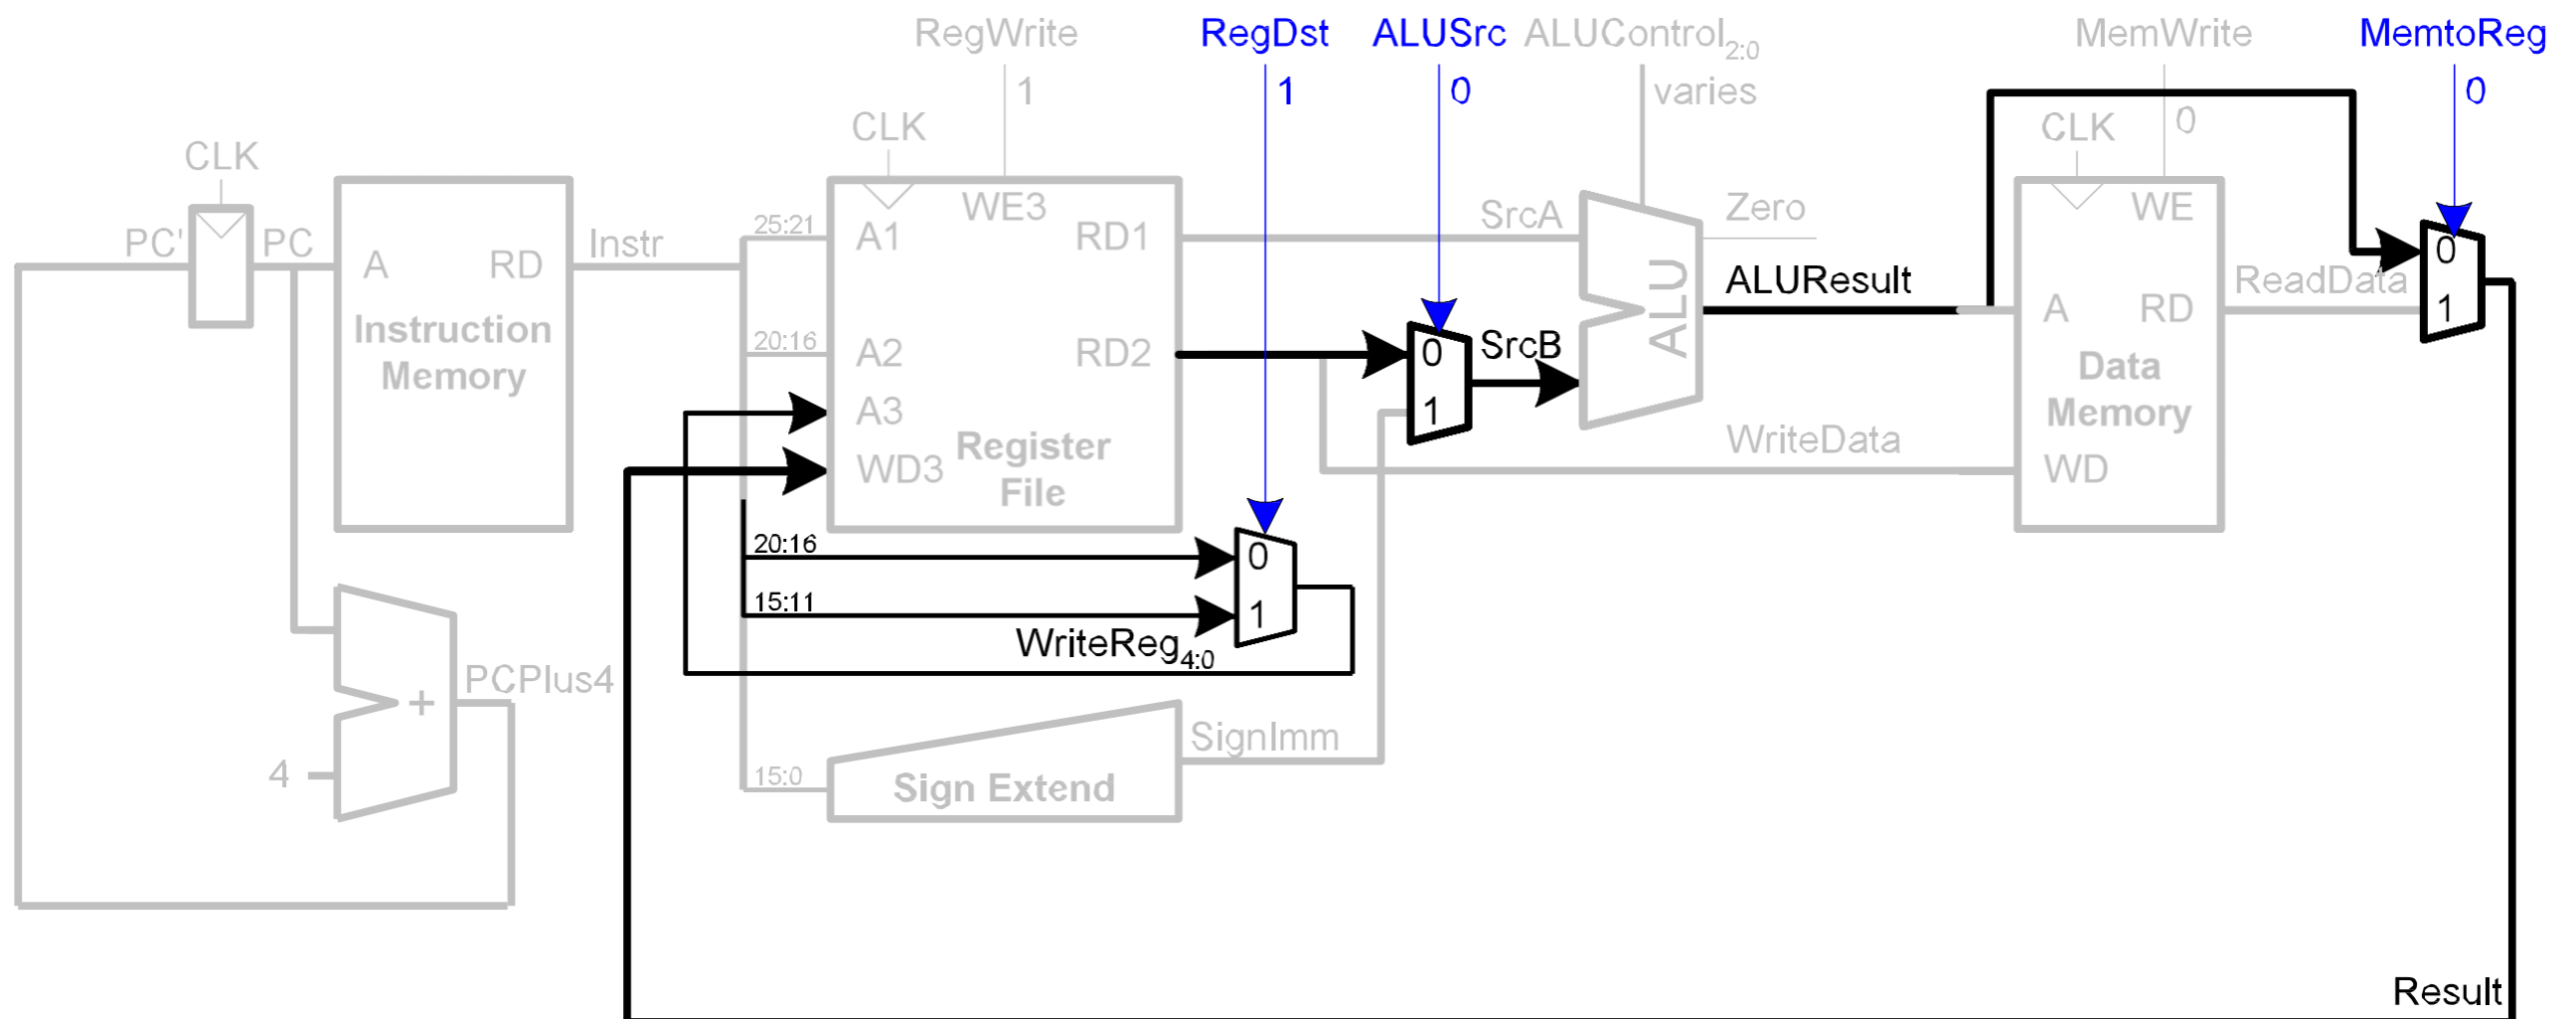 RegWrite
RegDst
ALUSrc
ALUControl2:0
MemWrite
MemtoReg
1
1
0
varies
0
0
CLK
CLK
CLK
PC'
PC
A
RD
Instruction
Memory
Instr
25:21
20:16
A1
A2
A3
WD3
WE3
RD1
RD2
Register
File
SrcA
SrcB
0
1
ALU
Zero
ALUResult
WriteData
A
RD
WE
Data
Memory
WD
ReadData
0
1
20:16
15:11
0
1
WriteReg4:0
PCPlus4
+
4
15:0
Sign Extend
SignImm
Result